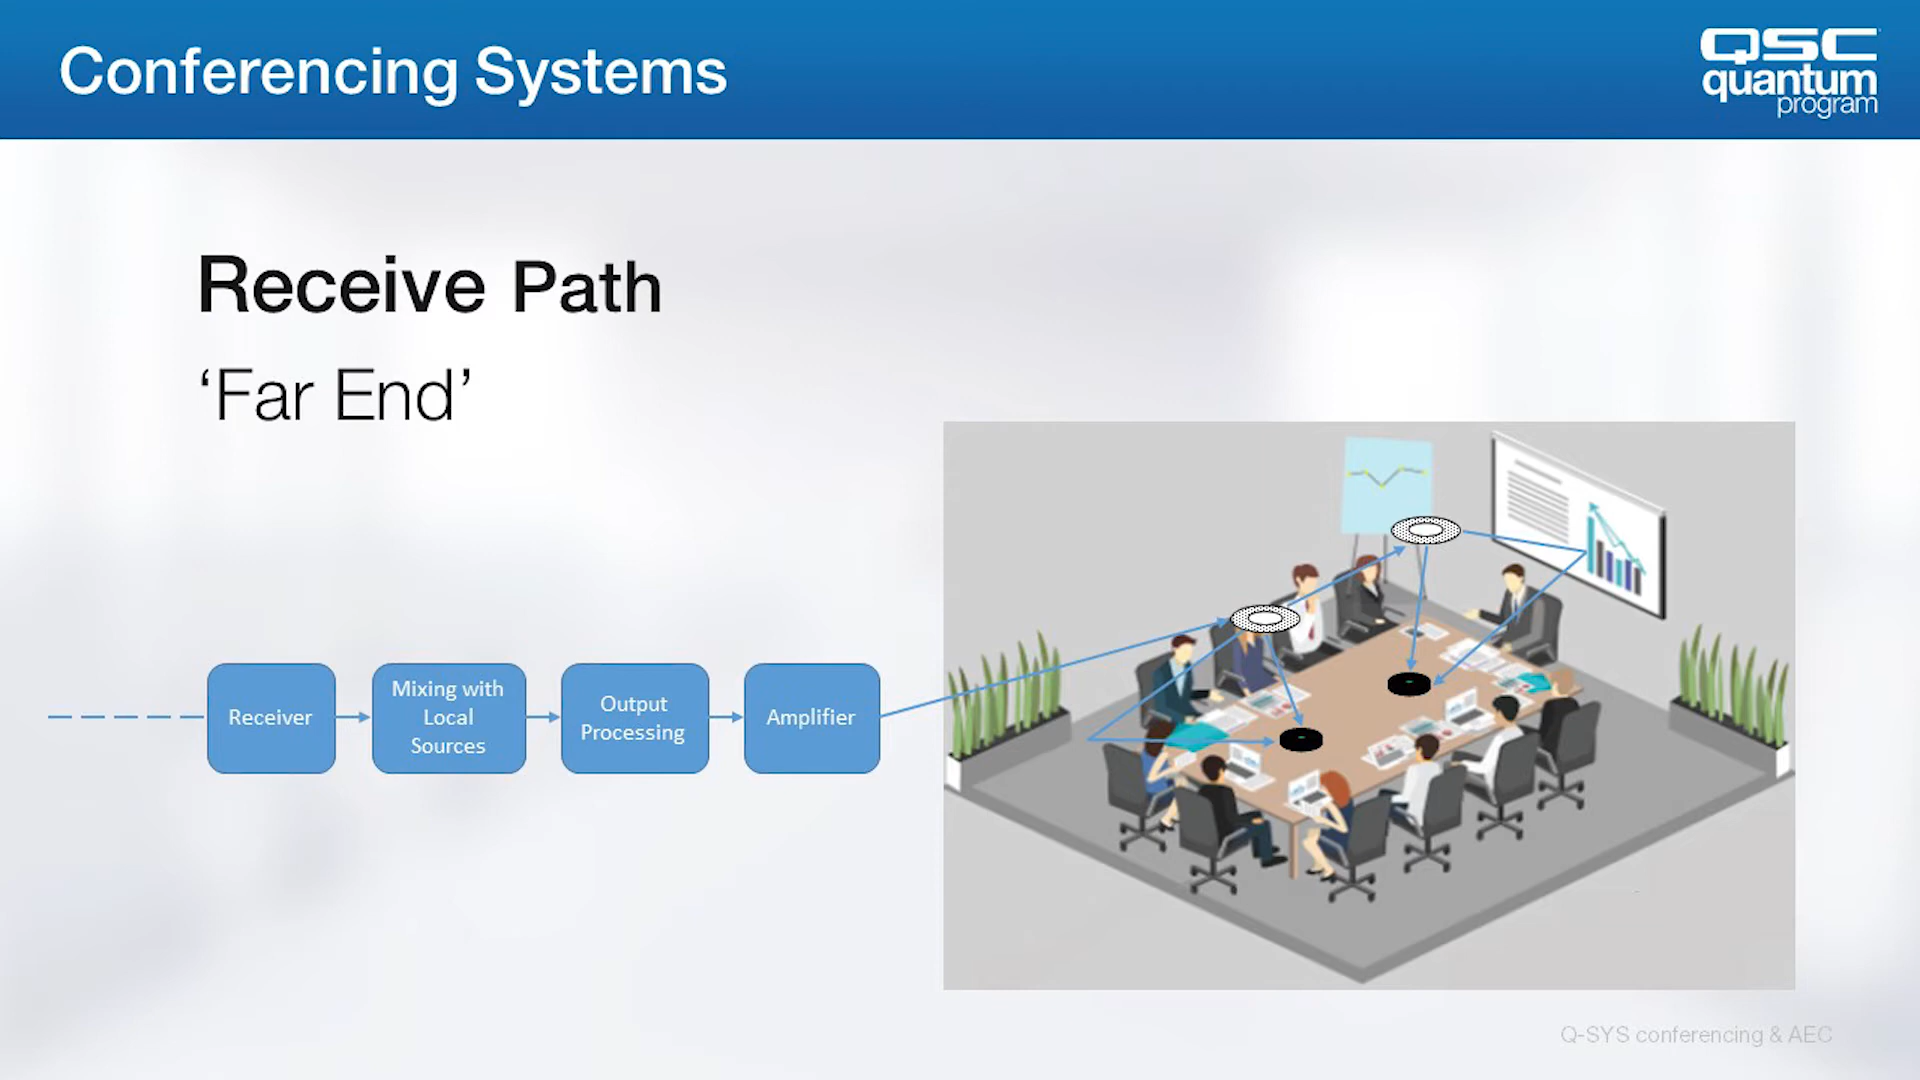 Conferencing Systems
QSC
quantum
program
Receive Path
‘Far End’
Receiver
Mixing with
Local
Sources
Output
Processing
Amplifier
Q-SYS conferencing & AEC